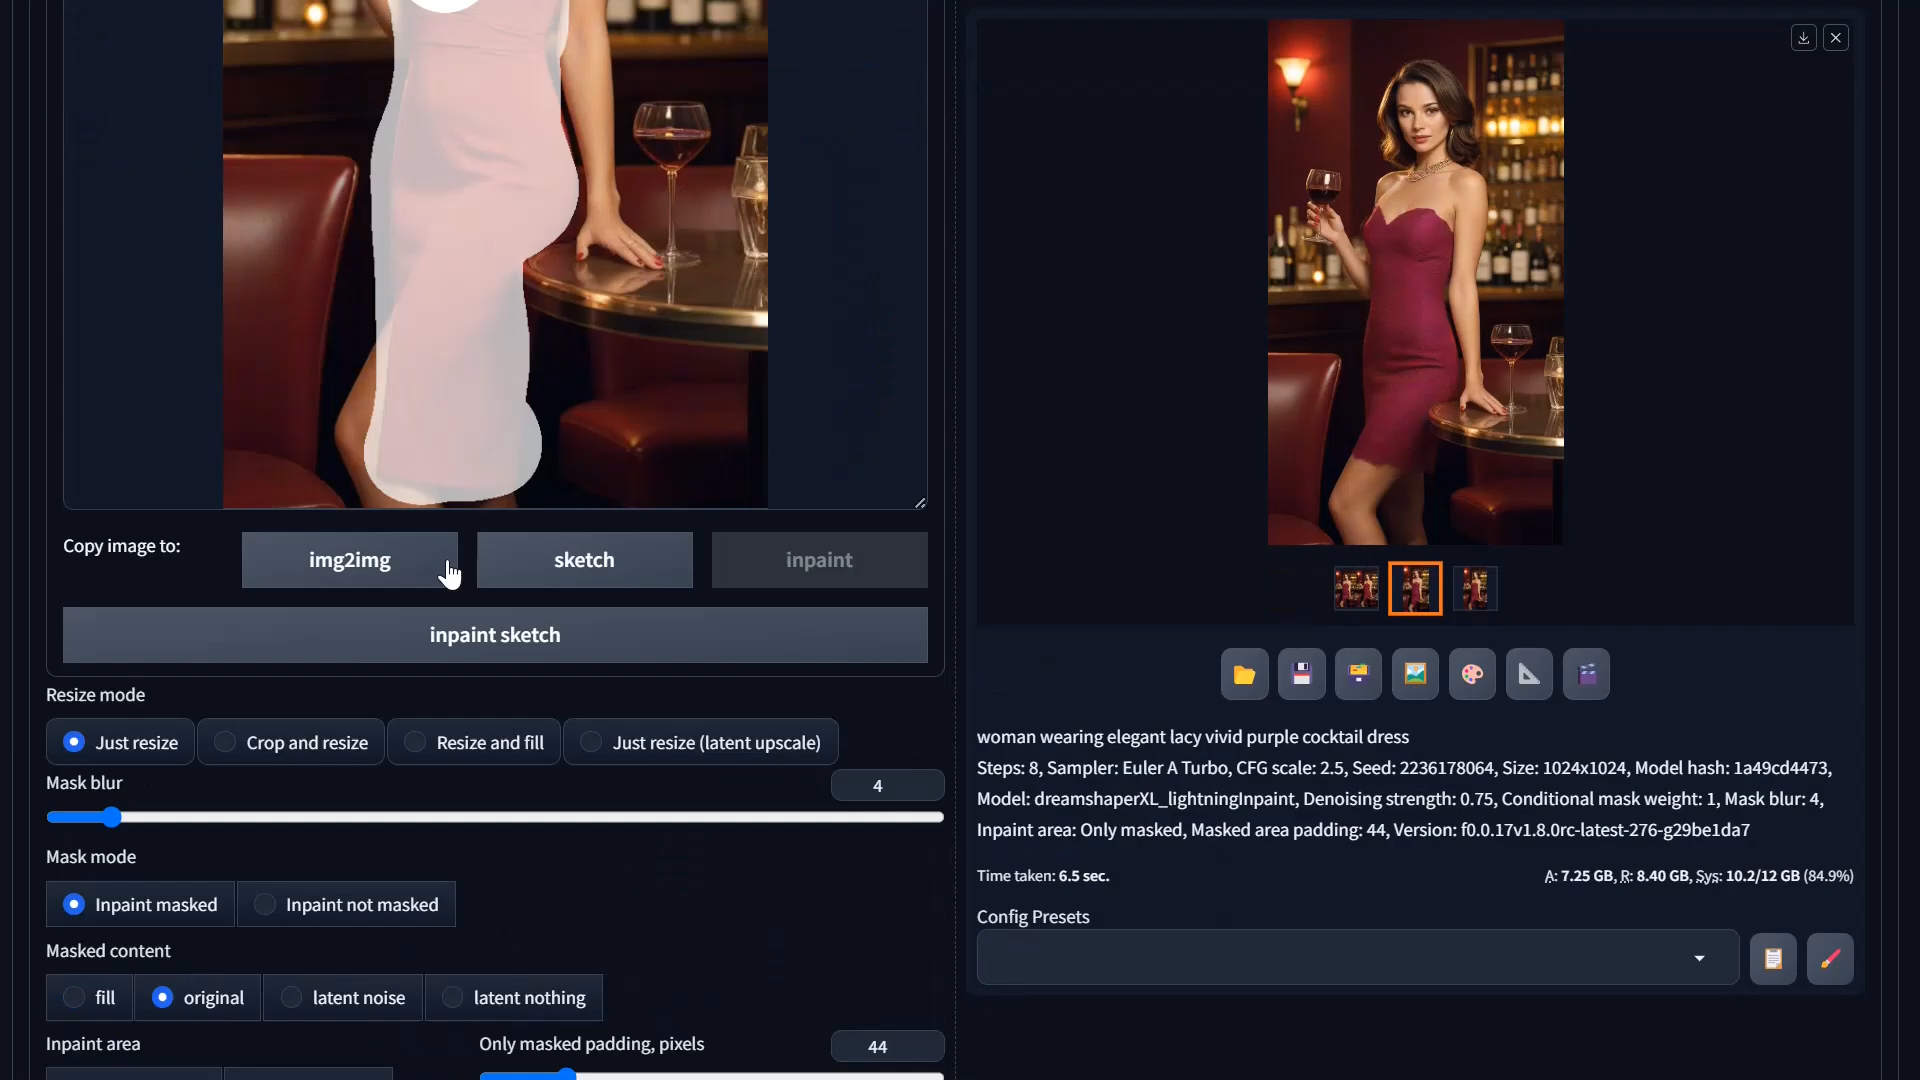 Copy image to:
img2img
sketch
inpaint
inpaint sketch
Resize mode
Just resize
Crop and resize
Resize and fill
Just resize (latent upscale)
Mask blur
4
Mask mode
Inpaint masked
Inpaint not masked
Masked content
fill
original
latent noise
latent nothing
Inpaint area
Only masked padding, pixels
44
woman wearing elegant lacy vivid purple cocktail dress
Steps: 8, Sampler: Euler A Turbo, CFG scale: 2.5, Seed: 2236178064, Size: 1024x1024, Model hash: 1a49cd4473,
Model: dreamshaperXL_lightningInpaint, Denoising strength: 0.75, Conditional mask weight: 1, Mask blur: 4,
Inpaint area: Only masked, Masked area padding: 44, Version: f0.0.17v1.8.0rc-latest-276-g29be1da7
Time taken: 6.5 sec.
A: 7.25 GB, R: 8.40 GB, Sys: 10.2/12 GB (84.9%)
Config Presets